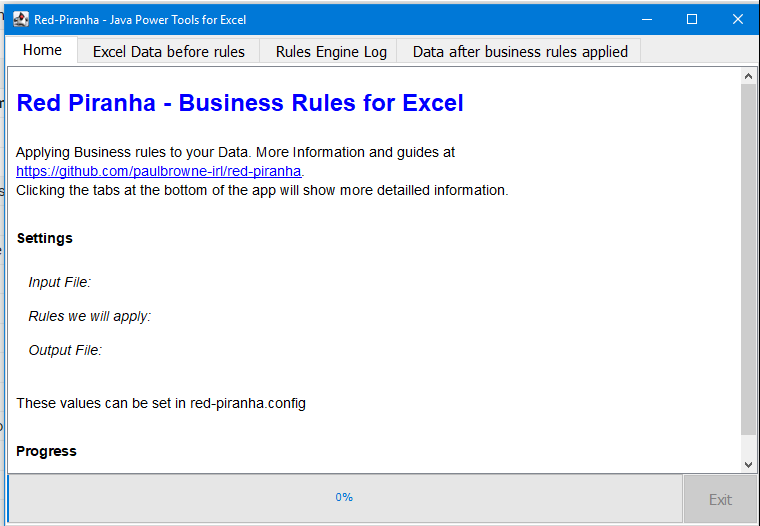 Red-Piranha - Java Power Tools for Excel
Home
Excel Data before rules
Rules Engine Log
Data after business rules applied
Red Piranha - Business Rules for Excel
Applying Business rules to your Data. More Information and guides at
https://github.com/paulbrowne-irl/red-piranha.
Clicking the tabs at the bottom of the app will show more detailled information.
Settings
Input File:
Rules we will apply:
Output File:
These values can be set in red-piranha.config
Progress
0%
Exit